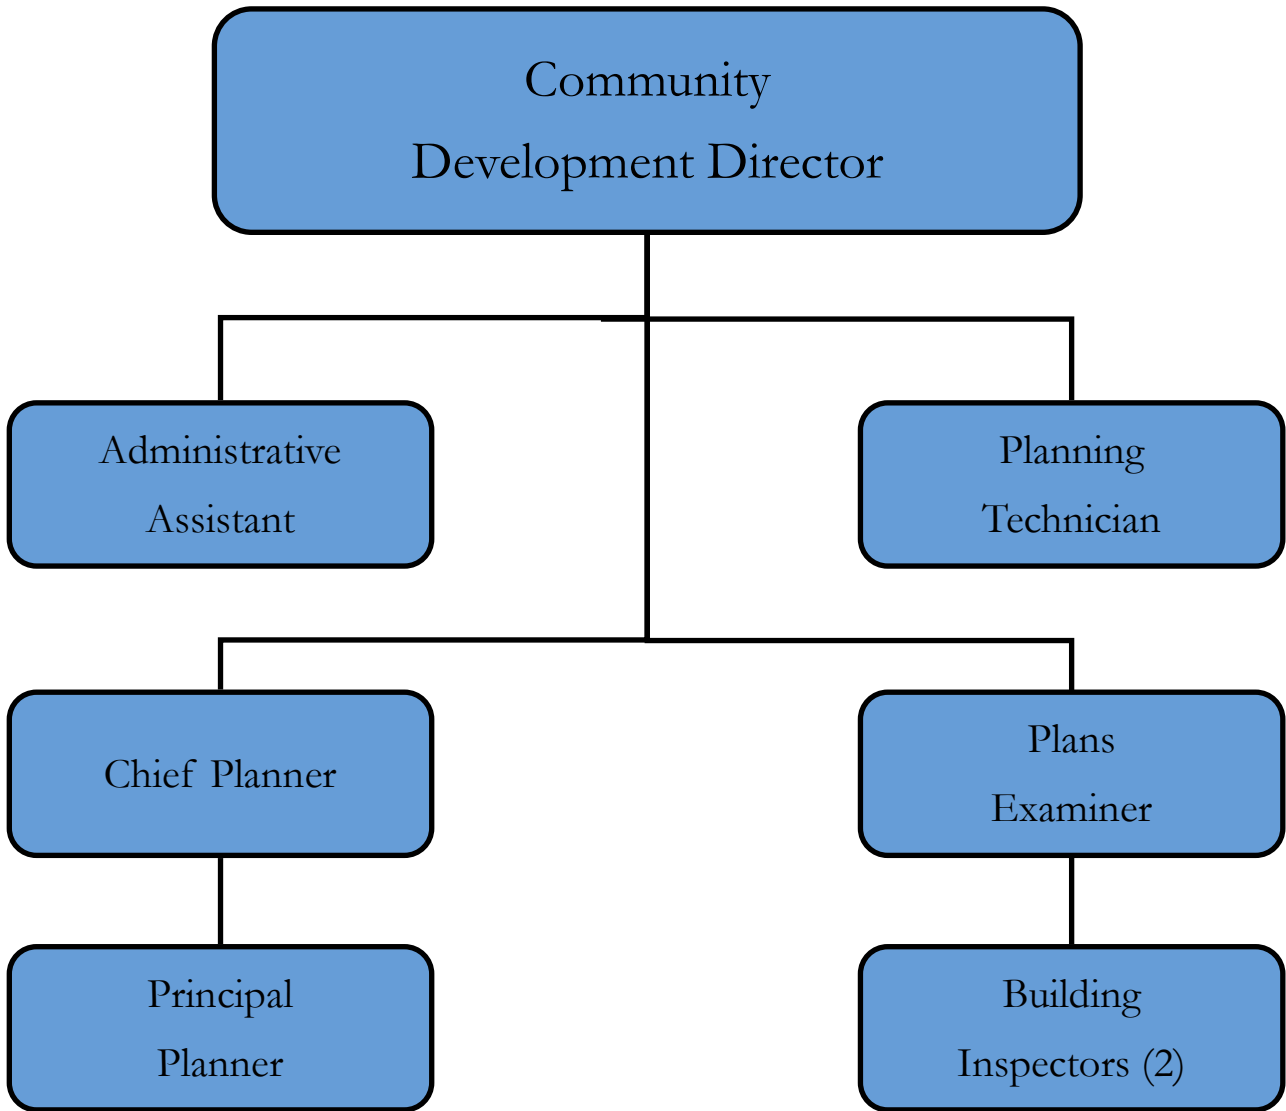 Community
Development Director
Administrative
Assistant
Planning
Technician
Chief Planner
Plans
Examiner
Principal
Planner
Building
Inspectors (2)